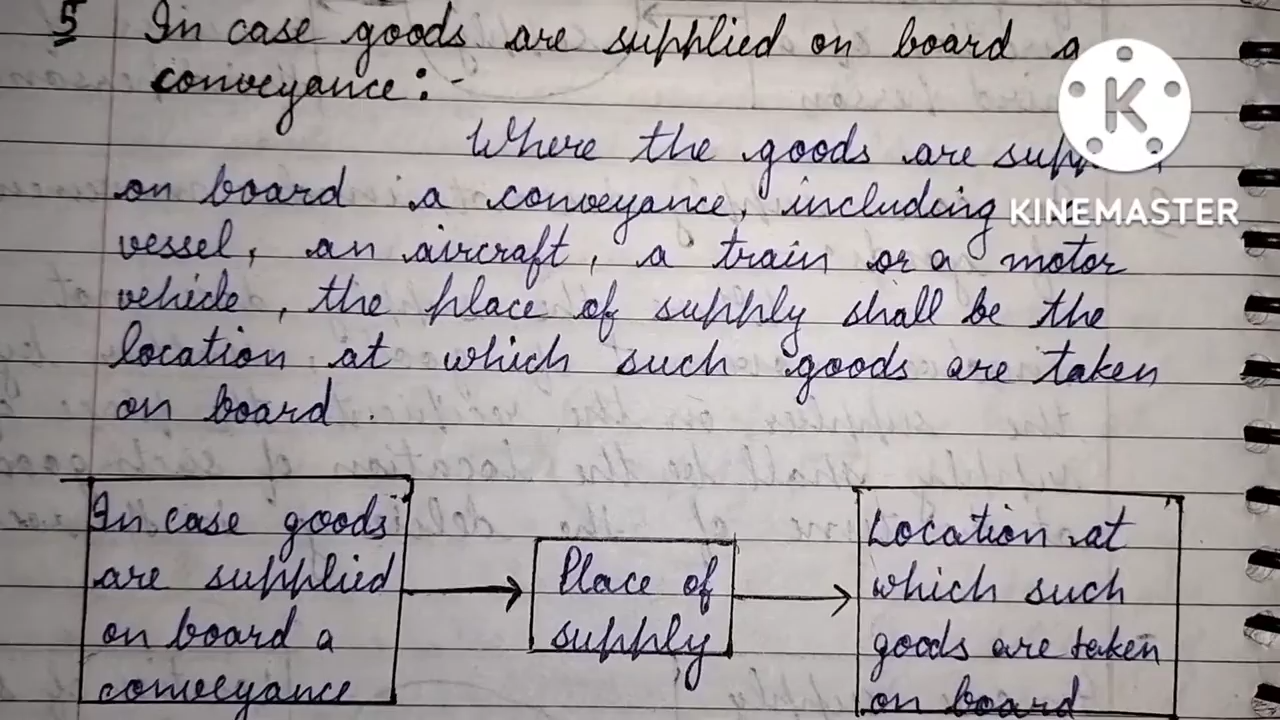 5 In case goods are supplied on board a
conveyance:-
Where the goods are
on board a conveyance, including
vessel, an aircraft, a train or a motor
vehicle, the place of supply shall be the
location at which such goods are taken
on board.
In case goods
are supplied
on board a
conveyance
Place of
supply
Location at
which such
goods are taken
on board
K
KINEMASTER